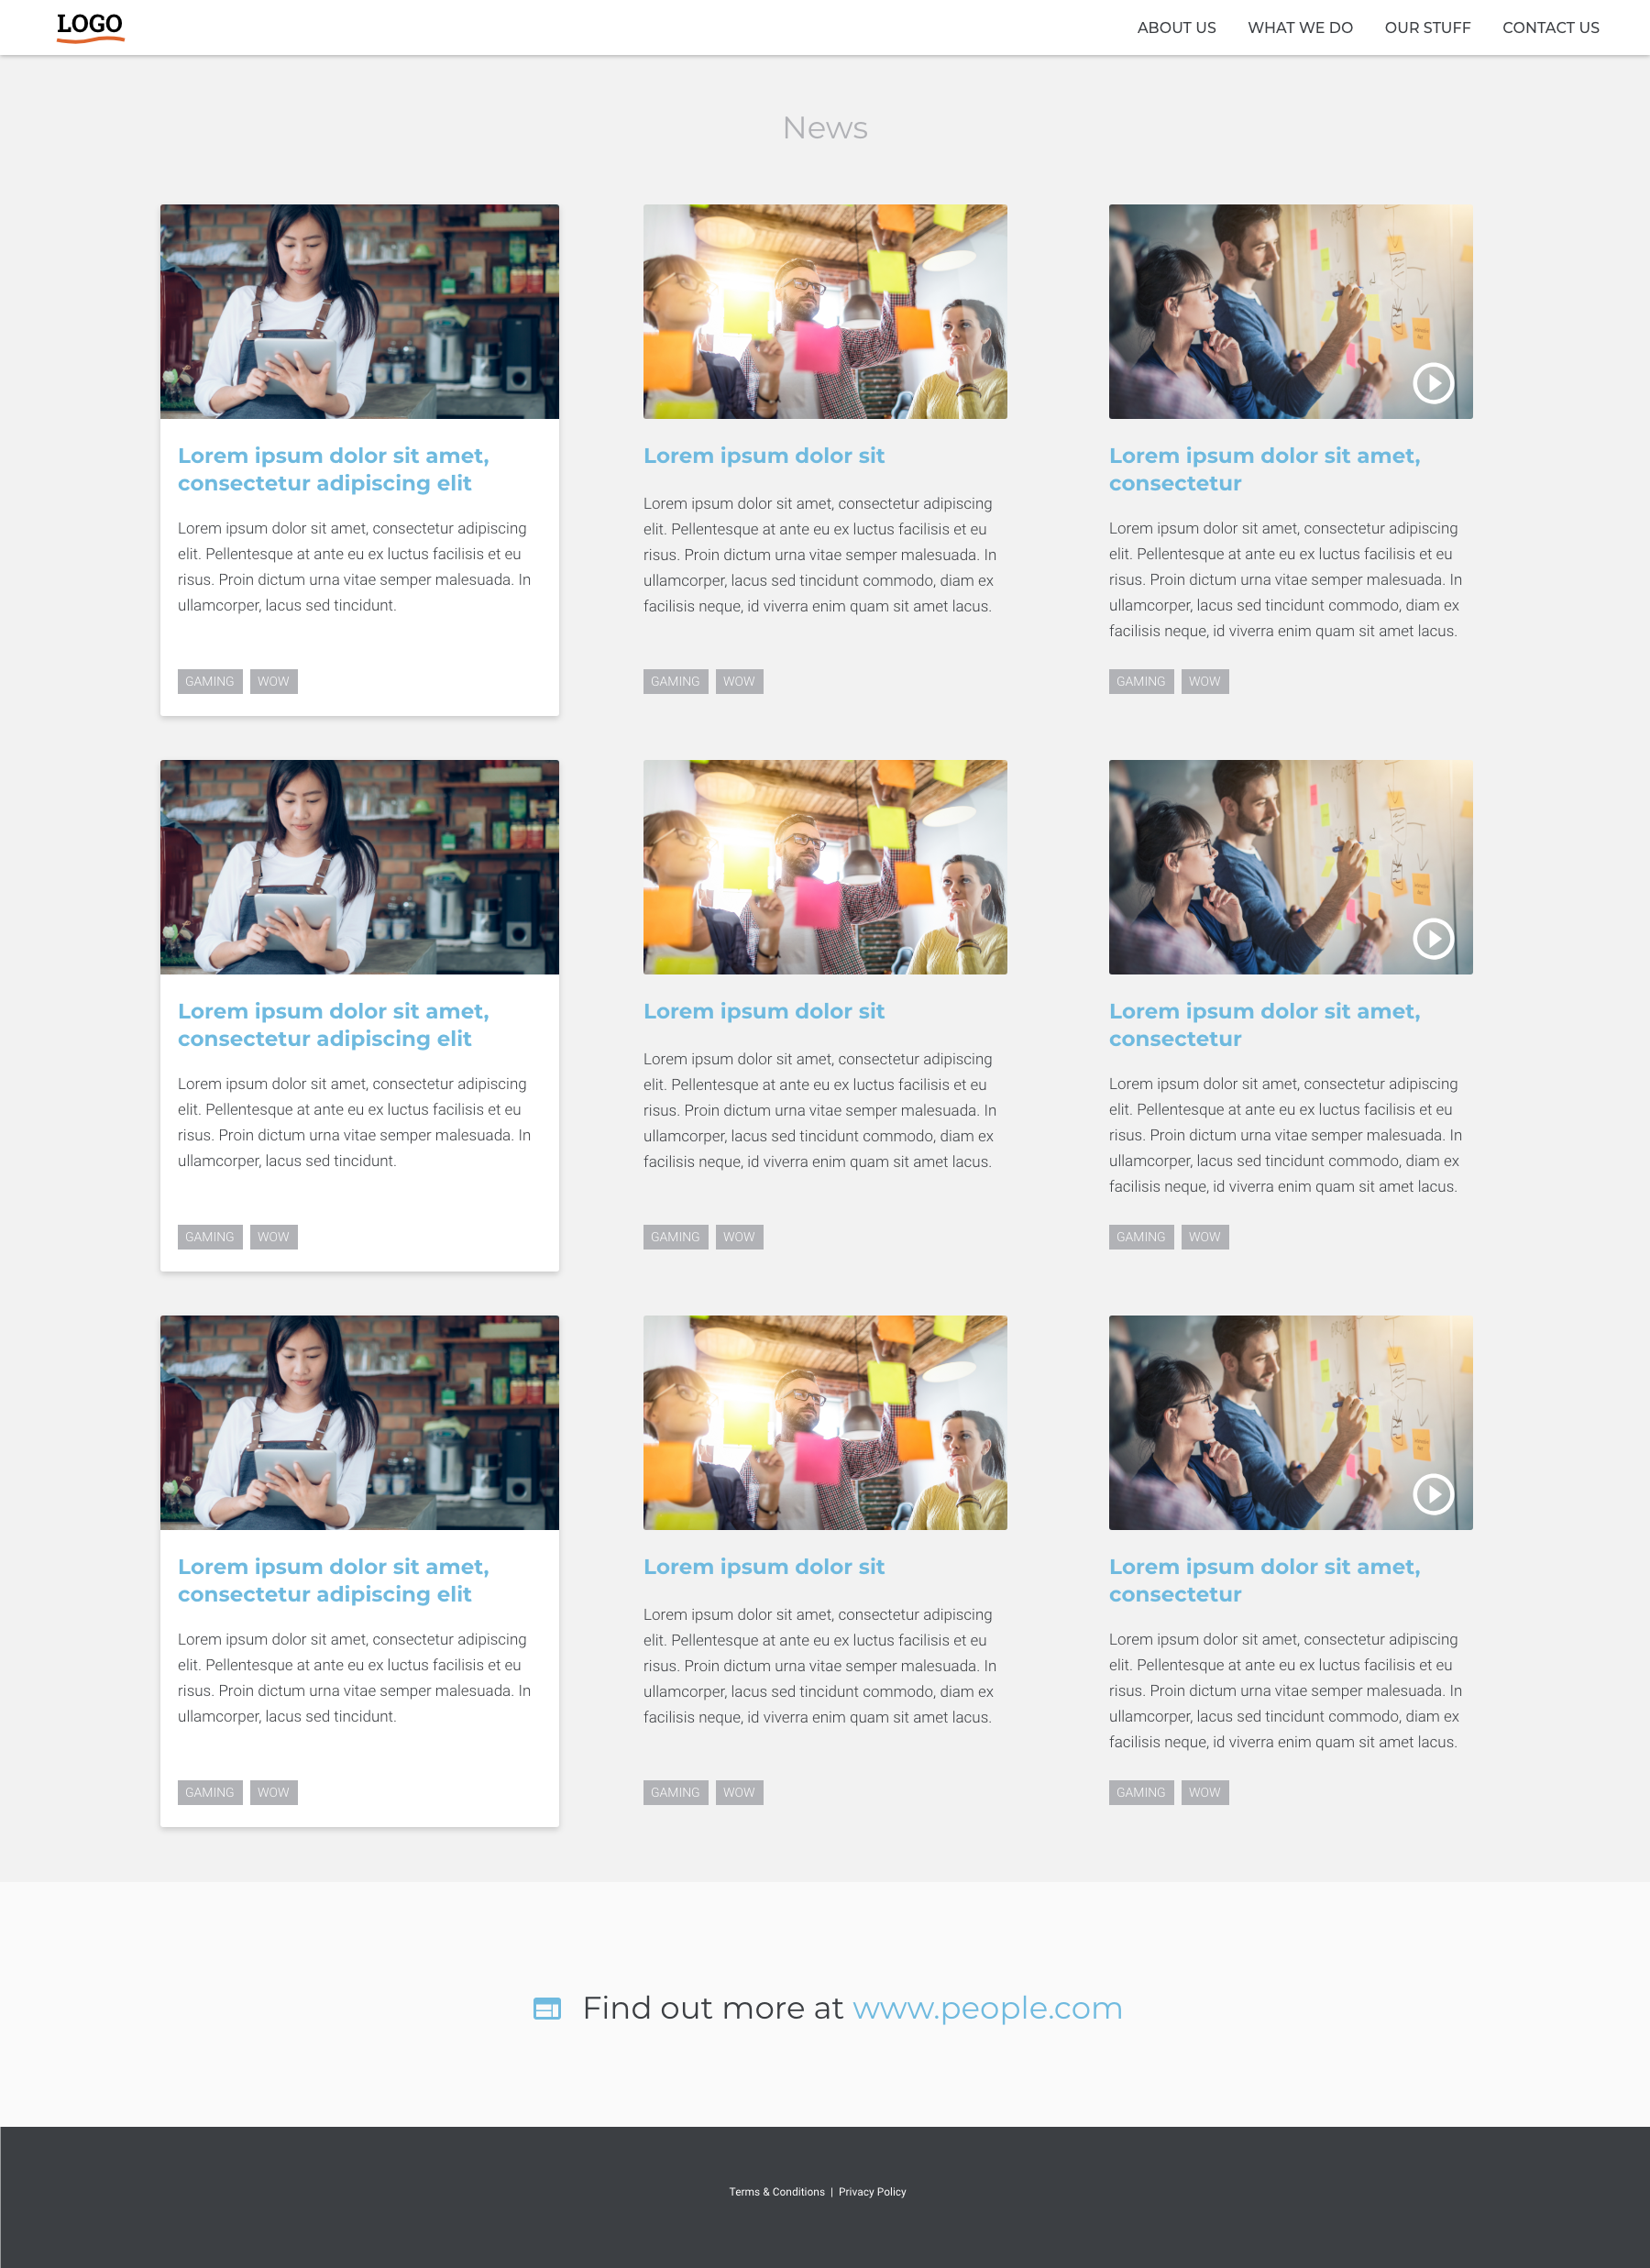 LOGO
ABOUT US WHAT WE DO OUR STUFF CONTACT US
News
Lorem ipsum dolor sit amet,
consectetur adipiscing elit
Lorem ipsum dolor sit amet, consectetur adipiscing
elit. Pellentesque at ante eu ex luctus facilisis et eu
risus. Proin dictum urna vitae semper malesuada. In
ullamcorper, lacus sed tincidunt.
GAMING WOW
Lorem ipsum dolor sit
Lorem ipsum dolor sit amet, consectetur adipiscing
elit. Pellentesque at ante eu ex luctus facilisis et eu
risus. Proin dictum urna vitae semper malesuada. In
ullamcorper, lacus sed tincidunt commodo, diam ex
facilisis neque, id viverra enim quam sit amet lacus.
GAMING WOW
Lorem ipsum dolor sit amet,
consectetur
Lorem ipsum dolor sit amet, consectetur adipiscing
elit. Pellentesque at ante eu ex luctus facilisis et eu
risus. Proin dictum urna vitae semper malesuada. In
ullamcorper, lacus sed tincidunt commodo, diam ex
facilisis neque, id viverra enim quam sit amet lacus.
GAMING WOW
Lorem ipsum dolor sit amet,
consectetur adipiscing elit
Lorem ipsum dolor sit amet, consectetur adipiscing
elit. Pellentesque at ante eu ex luctus facilisis et eu
risus. Proin dictum urna vitae semper malesuada. In
ullamcorper, lacus sed tincidunt.
GAMING WOW
Lorem ipsum dolor sit
Lorem ipsum dolor sit amet, consectetur adipiscing
elit. Pellentesque at ante eu ex luctus facilisis et eu
risus. Proin dictum urna vitae semper malesuada. In
ullamcorper, lacus sed tincidunt commodo, diam ex
facilisis neque, id viverra enim quam sit amet lacus.
GAMING WOW
Lorem ipsum dolor sit amet,
consectetur
Lorem ipsum dolor sit amet, consectetur adipiscing
elit. Pellentesque at ante eu ex luctus facilisis et eu
risus. Proin dictum urna vitae semper malesuada. In
ullamcorper, lacus sed tincidunt commodo, diam ex
facilisis neque, id viverra enim quam sit amet lacus.
GAMING WOW
Lorem ipsum dolor sit amet,
consectetur adipiscing elit
Lorem ipsum dolor sit amet, consectetur adipiscing
elit. Pellentesque at ante eu ex luctus facilisis et eu
risus. Proin dictum urna vitae semper malesuada. In
ullamcorper, lacus sed tincidunt.
GAMING WOW
Lorem ipsum dolor sit
Lorem ipsum dolor sit amet, consectetur adipiscing
elit. Pellentesque at ante eu ex luctus facilisis et eu
risus. Proin dictum urna vitae semper malesuada. In
ullamcorper, lacus sed tincidunt commodo, diam ex
facilisis neque, id viverra enim quam sit amet lacus.
GAMING WOW
Lorem ipsum dolor sit amet,
consectetur
Lorem ipsum dolor sit amet, consectetur adipiscing
elit. Pellentesque at ante eu ex luctus facilisis et eu
risus. Proin dictum urna vitae semper malesuada. In
ullamcorper, lacus sed tincidunt commodo, diam ex
facilisis neque, id viverra enim quam sit amet lacus.
GAMING WOW
Find out more at www.people.com
Terms & Conditions | Privacy Policy